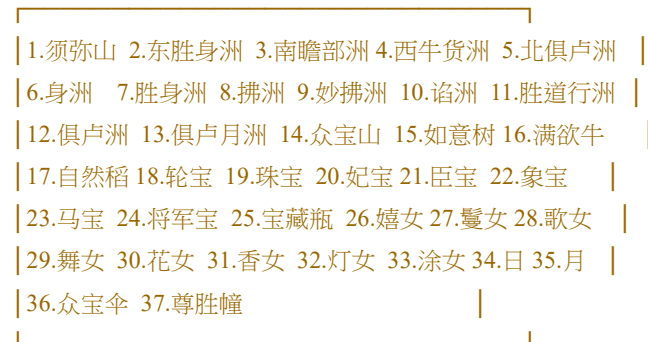 1.须弥山 2.东胜身洲 3.南瞻部洲 4.西牛货洲 5.北俱卢洲
6.身洲 7.胜身洲 8.拂洲 9.妙拂洲 10.谄洲 11.胜道行洲
12.俱卢洲 13.俱卢月洲 14.众宝山 15.如意树 16.满欲牛
17.自然稻 18.轮宝 19.珠宝 20.妃宝 21.臣宝 22.象宝
23.马宝 24.将军宝 25.宝藏瓶 26.嬉女 27.鬘女 28.歌女
29.舞女 30.花女 31.香女 32.灯女 33.涂女 34.日 35.月
36.众宝伞 37.尊胜幢